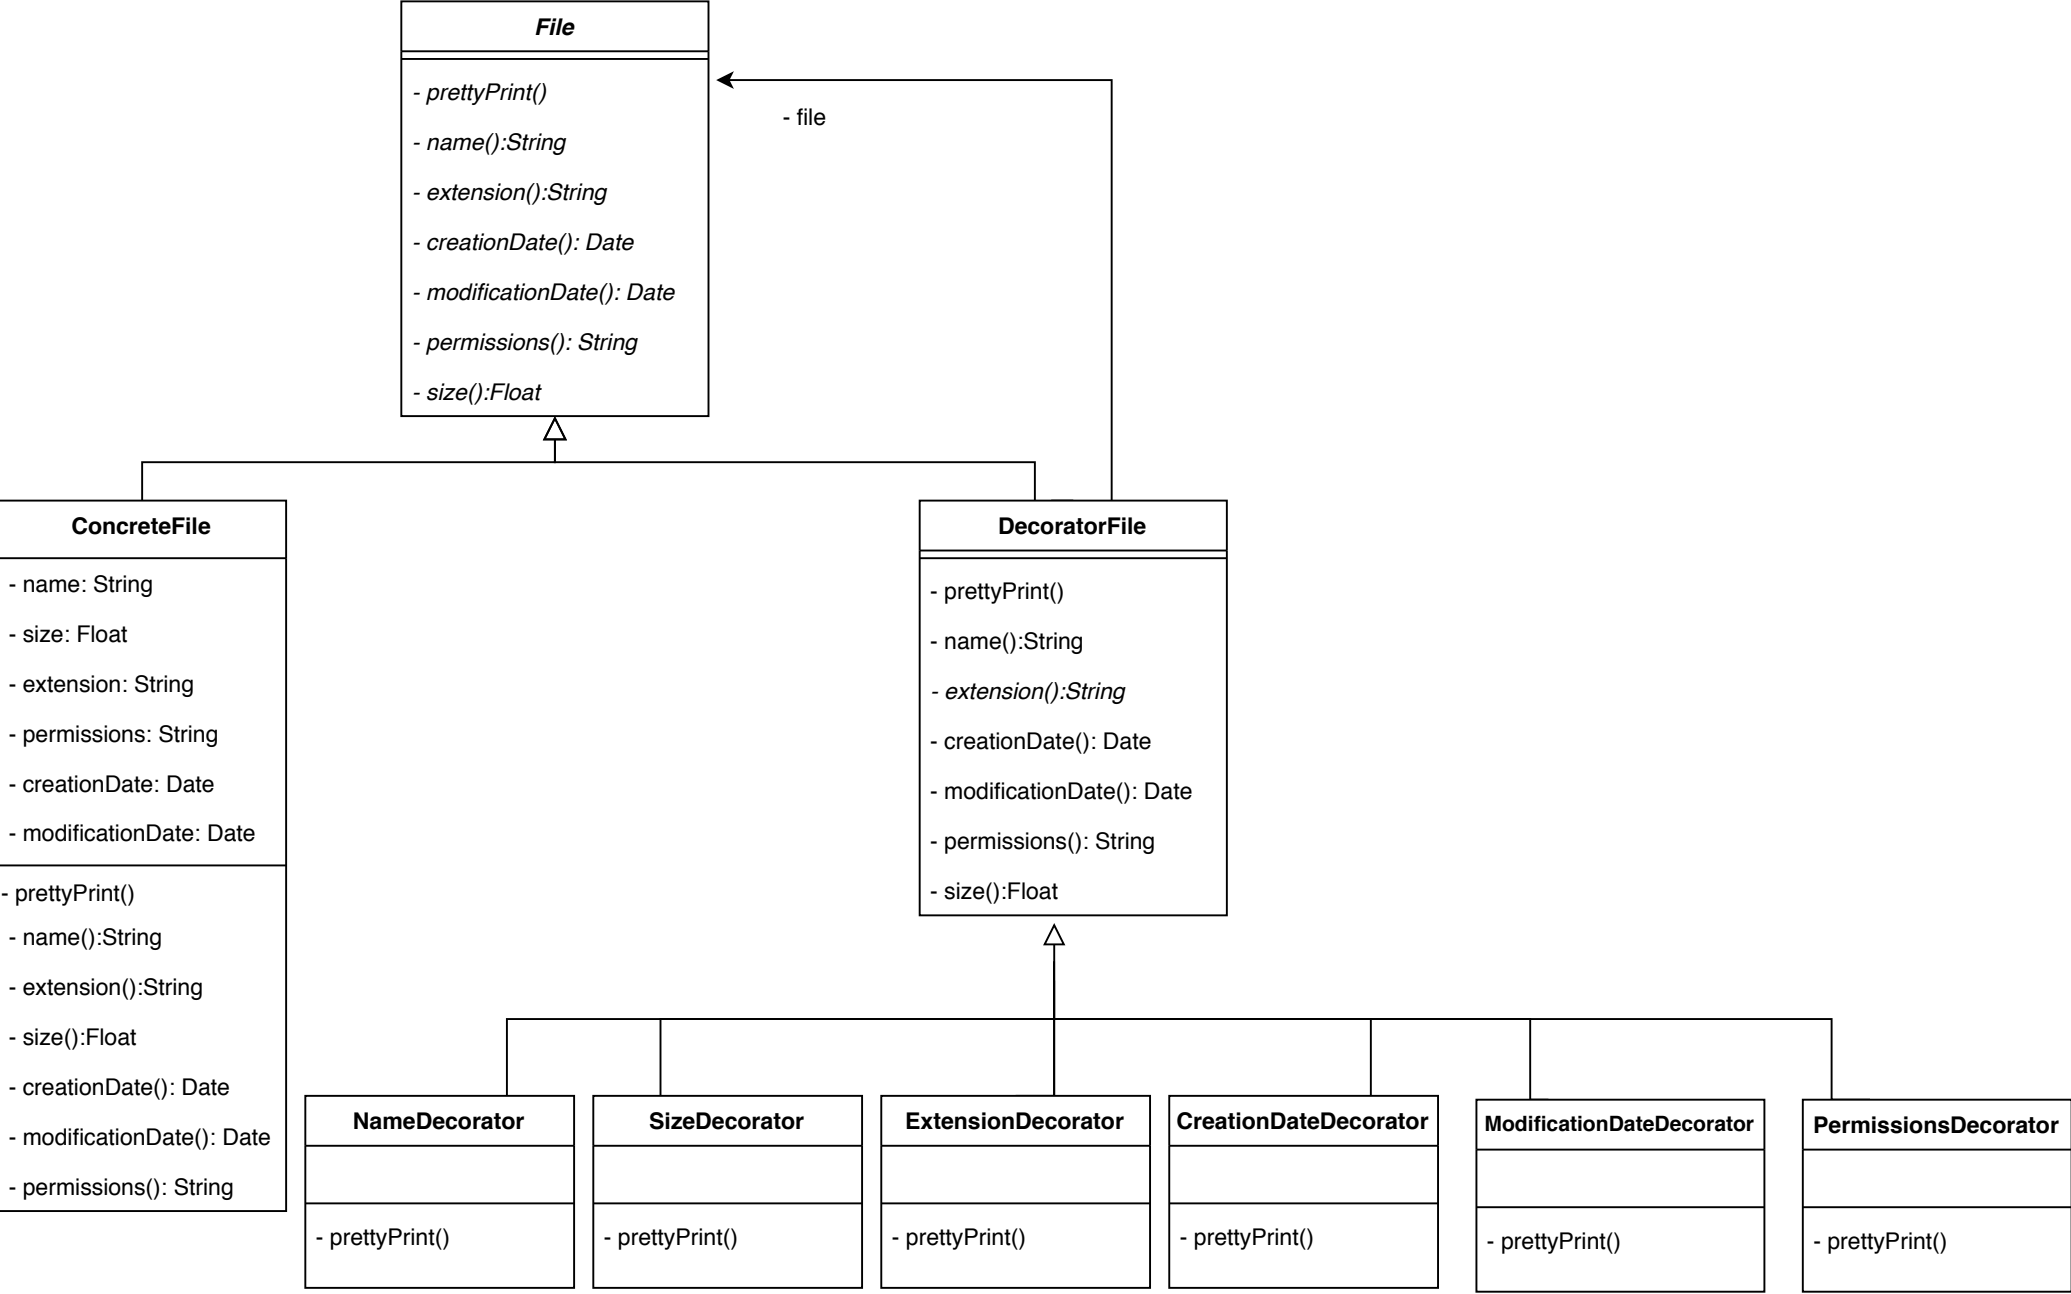 File
- prettyPrint()
- name():String
- extension():String
- creationDate(): Date
- modificationDate(): Date
- permissions(): String
- size():Float
- file
ConcreteFile
- name: String
- size: Float
- extension: String
- permissions: String
- creationDate: Date
- modificationDate: Date
- prettyPrint()
- name():String
- extension():String
- size():Float
- creationDate(): Date
- modificationDate(): Date
- permissions(): String
DecoratorFile
- prettyPrint()
- name():String
- extension():String
- creationDate(): Date
- modificationDate(): Date
- permissions(): String
- size():Float
NameDecorator
- prettyPrint()
SizeDecorator
- prettyPrint()
ExtensionDecorator
- prettyPrint()
CreationDateDecorator
- prettyPrint()
ModificationDateDecorator
- prettyPrint()
PermissionsDecorator
- prettyPrint()